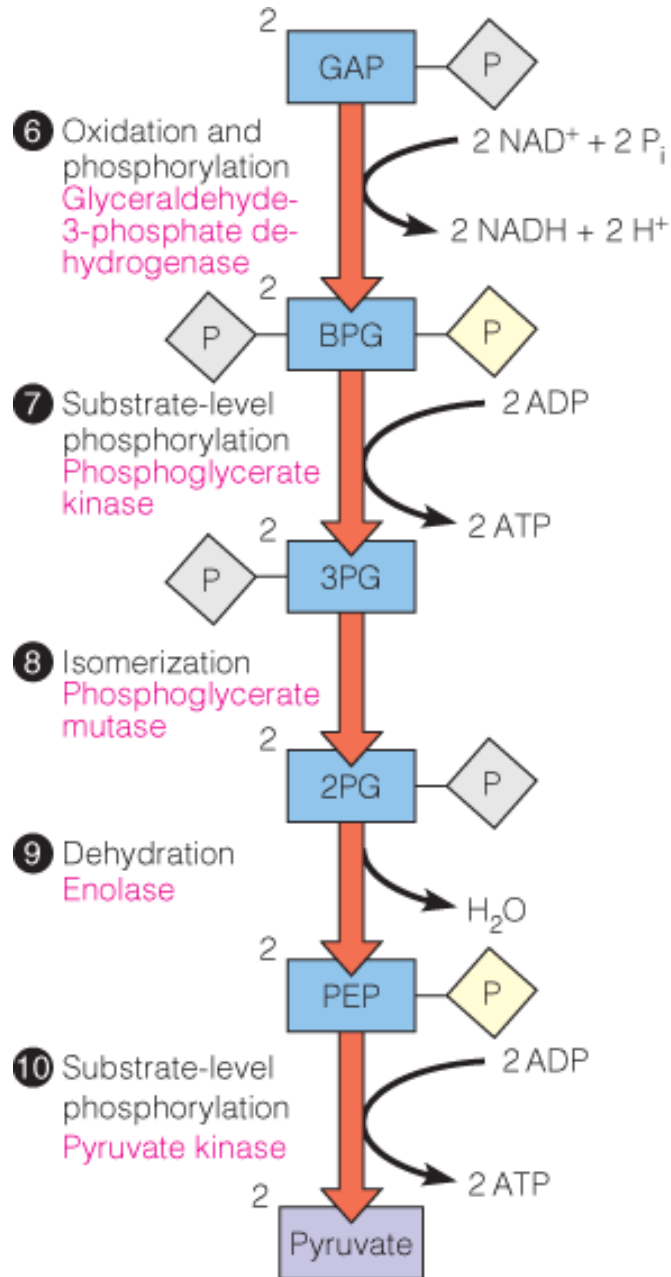 2
GAP
P
6 Oxidation and
phosphorylation
Glyceraldehyde-
3-phosphate de-
hydrogenase
2 NAD⁺ + 2 Pᵢ
2 NADH + 2 H⁺
2
P
BPG
P
7 Substrate-level
phosphorylation
Phosphoglycerate
kinase
2 ADP
2 ATP
2
P
3PG
8 Isomerization
Phosphoglycerate
mutase
2
2PG
P
9 Dehydration
Enolase
H₂O
2
PEP
P
10 Substrate-level
phosphorylation
Pyruvate kinase
2 ADP
2 ATP
2
Pyruvate